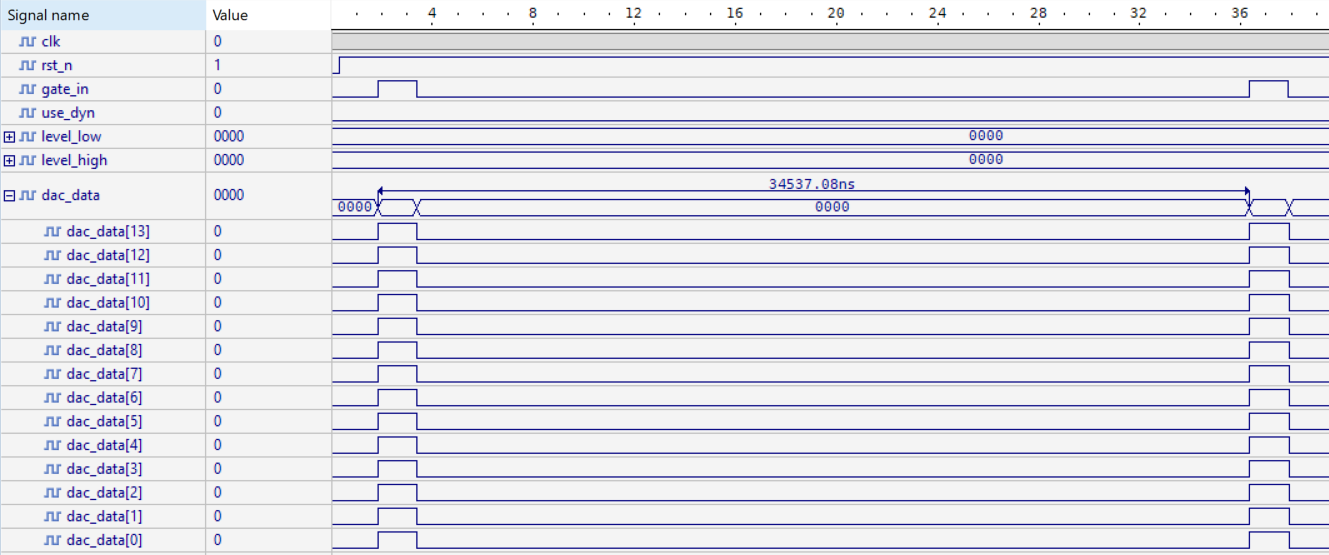 Signal name Value 4 8 12 16 20 24 28 32 36
clk 0
rst_n 1
gate_in 0
use_dyn 0
level_low 0000 0000
level_high 0000 0000
34537.08ns
dac_data 0000
0000 0000
dac_data[13] 0
dac_data[12] 0
dac_data[11] 0
dac_data[10] 0
dac_data[9] 0
dac_data[8] 0
dac_data[7] 0
dac_data[6] 0
dac_data[5] 0
dac_data[4] 0
dac_data[3] 0
dac_data[2] 0
dac_data[1] 0
dac_data[0] 0